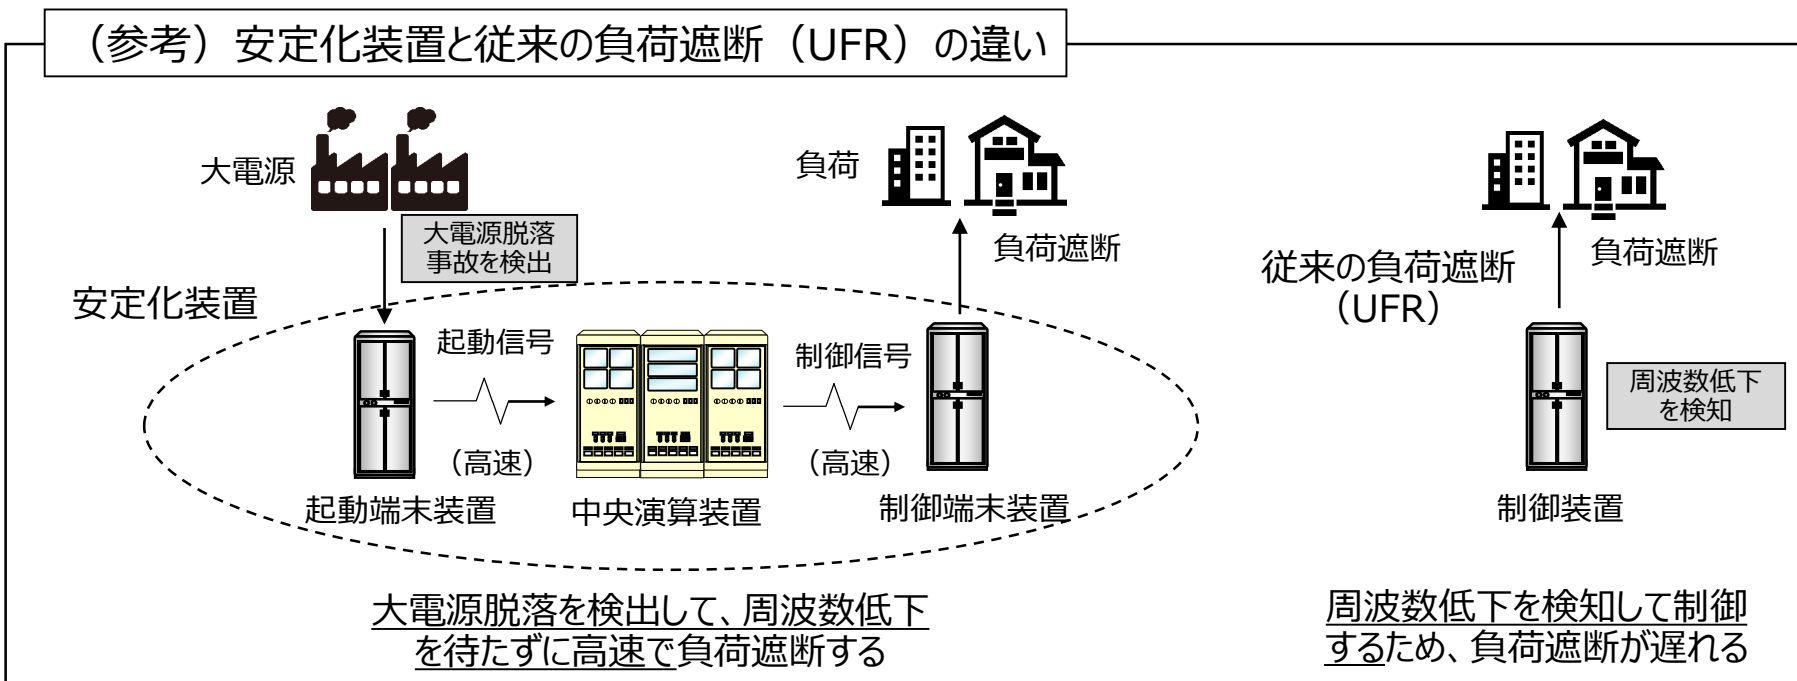 （参考）安定化装置と従来の負荷遮断（UFR）の違い
大電源
大電源脱落
事故を検出
負荷
負荷遮断
安定化装置
起動信号
（高速）
制御信号
（高速）
起動端末装置
中央演算装置
制御端末装置
大電源脱落を検出して、周波数低下
を待たずに高速で負荷遮断する
従来の負荷遮断
（UFR）
負荷遮断
周波数低下
を検知
制御装置
周波数低下を検知して制御
するため、負荷遮断が遅れる